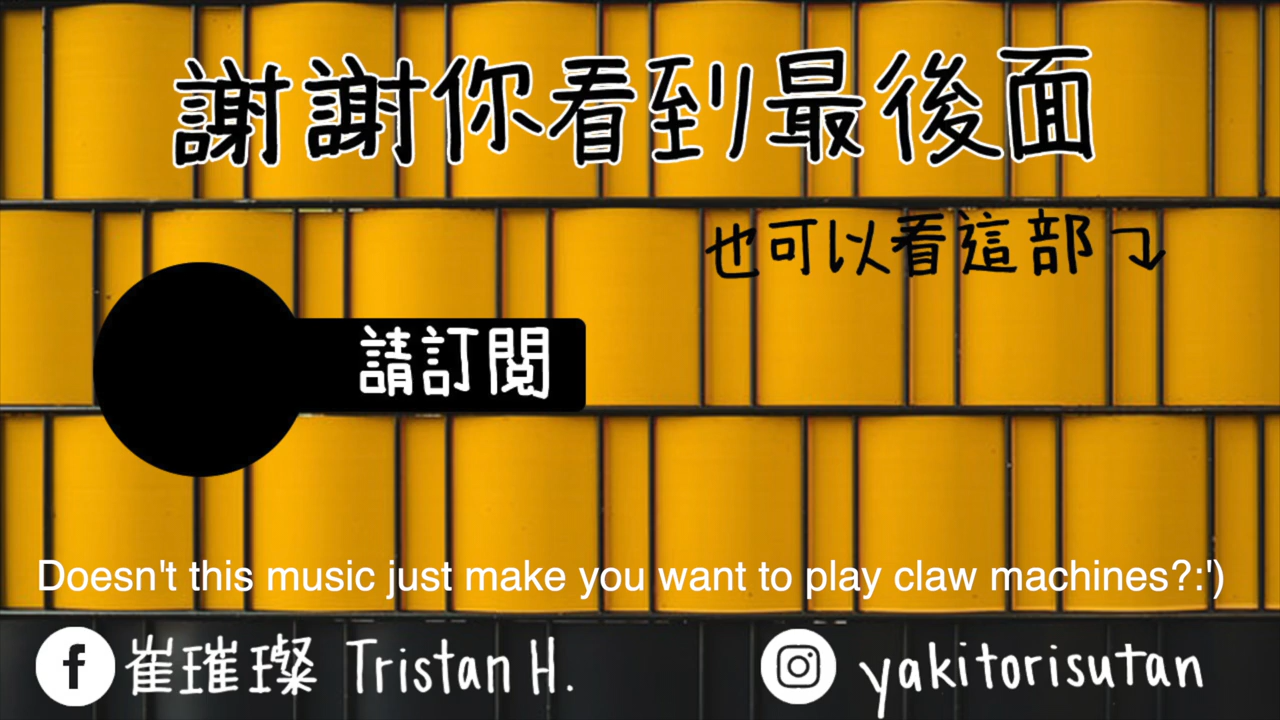 謝謝你看到最後面
也可以看這部
請訂閱
Doesn't this music just make you want to play claw machines?:')
崔璀璨 Tristan H.
yakitorisutan